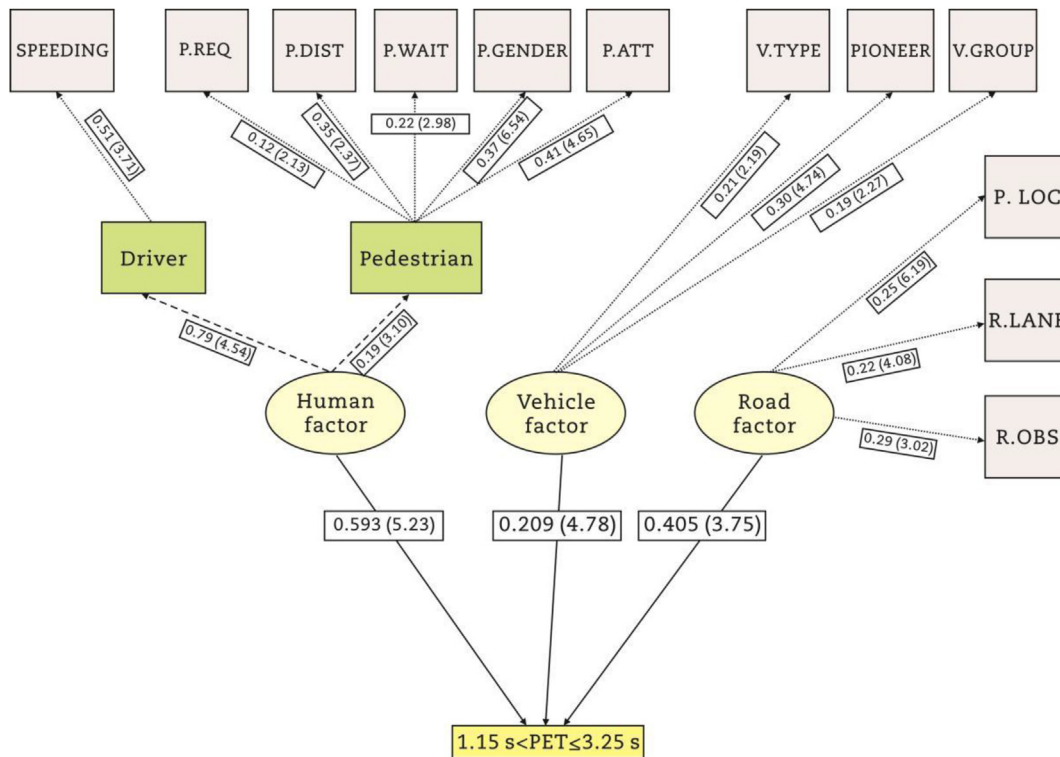 SPEEDING
P.REQ
P.DIST
P.WAIT
P.GENDER
P.ATT
V.TYPE
PIONEER
V.GROUP
0.51 (3.71)
0.12 (2.13)
0.35 (2.37)
0.22 (2.98)
0.37 (6.54)
0.41 (4.65)
0.21 (2.19)
0.30 (4.74)
0.19 (2.27)
P. LOC
Driver
Pedestrian
0.25 (6.19)
R.LANE
0.79 (4.54)
0.19 (3.10)
0.22 (4.08)
Human
factor
Vehicle
factor
Road
factor
0.29 (3.02)
R.OBS
0.593 (5.23)
0.209 (4.78)
0.405 (3.75)
1.15 s<PET≤3.25 s